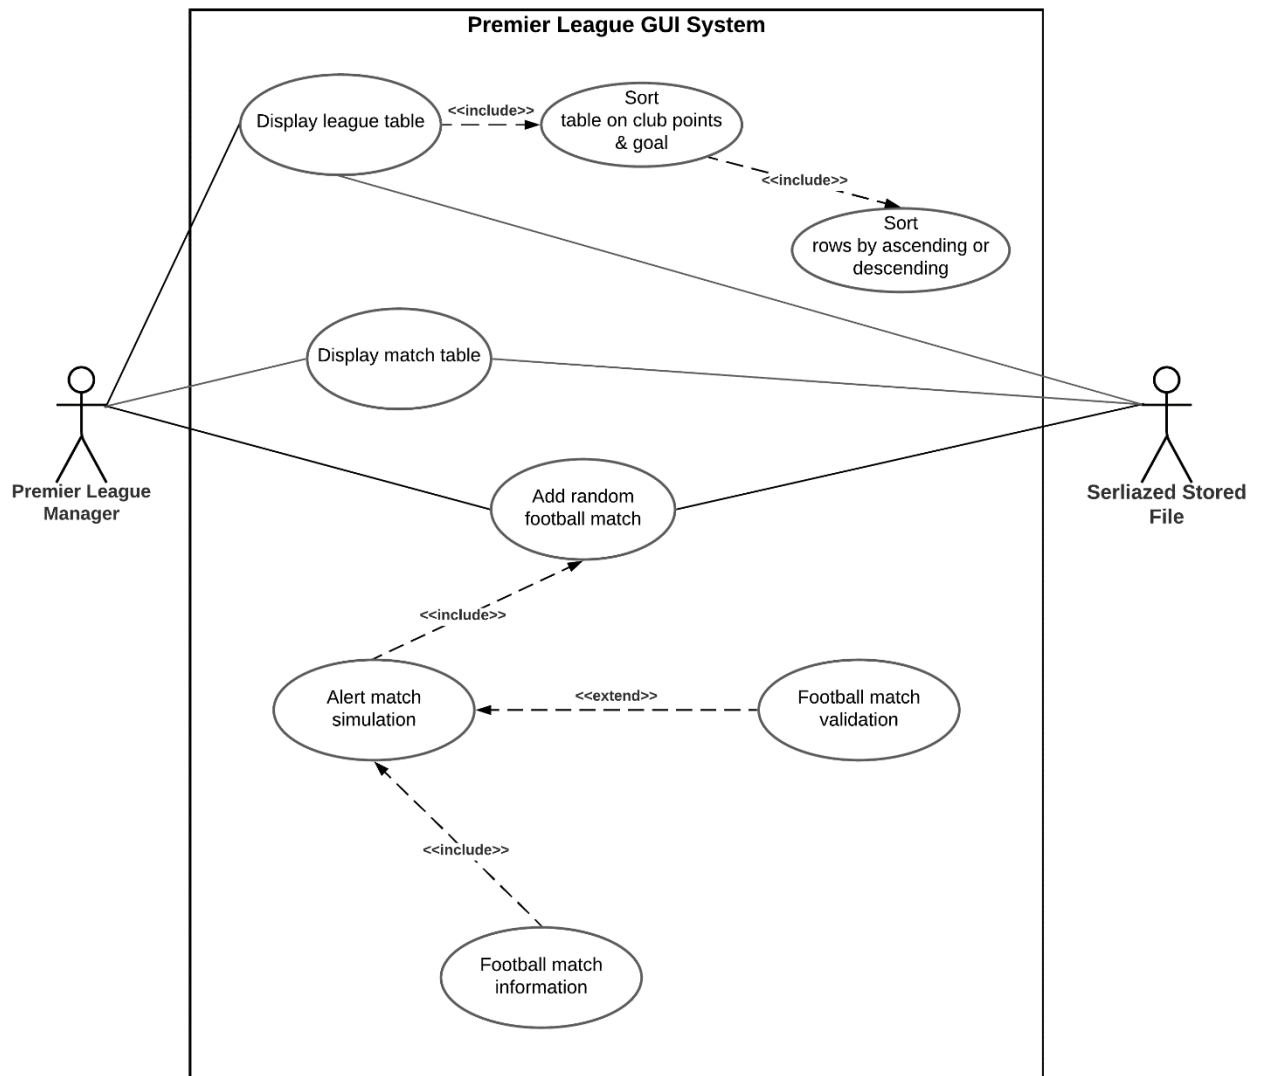 Premier League GUI System
Display league table
<<include>>
Sort
table on club points
& goal
<<include>>
Sort
rows by ascending or
descending
Display match table
Premier League
Manager
Serliazed Stored
File
Add random
football match
<<include>>
Alert match
simulation
<<extend>>
Football match
validation
<<include>>
Football match
information